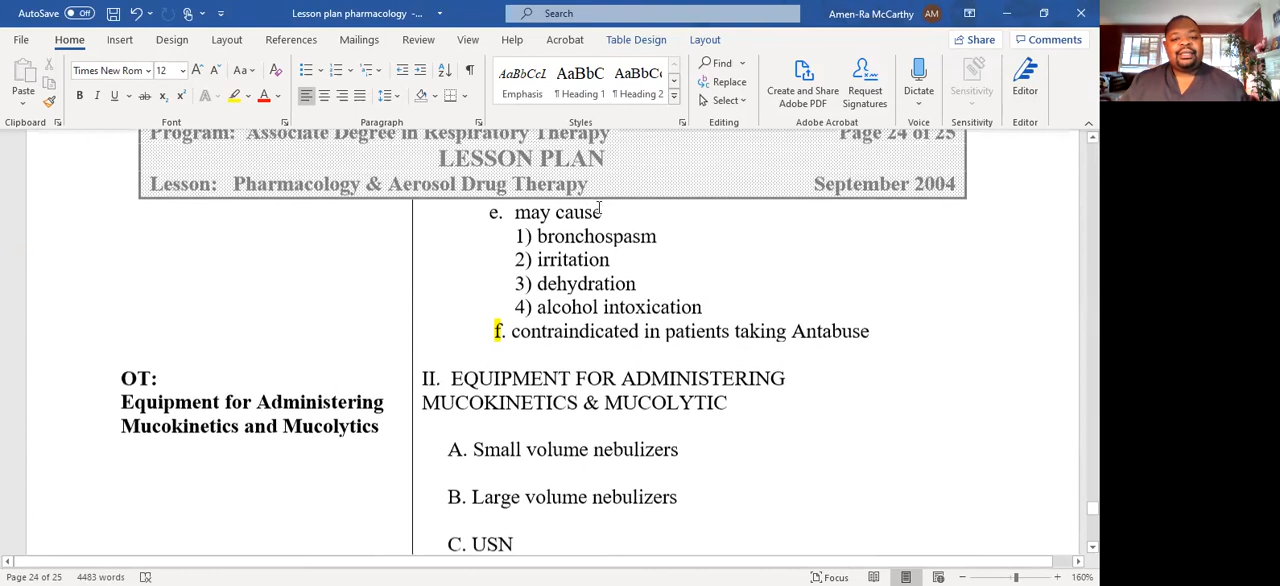 AutoSave Off
Lesson plan pharmacology -...
Search
Amen-Ra McCarthy AM
File Home Insert Design Layout References Mailings Review View Help Acrobat Table Design Layout
Share Comments
Times New Rom 12
Paste
Find
Replace
Select
AaBbCcI AaBbC AaBbC
Emphasis ¶ Heading 1 ¶ Heading 2
Create and Share Adobe PDF
Request Signatures
Dictate
Sensitivity
Editor
Clipboard Font Paragraph Styles Editing Adobe Acrobat Voice Sensitivity Editor
Program: Associate Degree in Respiratory Therapy Page 24 of 25
LESSON PLAN
Lesson: Pharmacology & Aerosol Drug Therapy September 2004
e. may cause
1) bronchospasm
2) irritation
3) dehydration
4) alcohol intoxication
f. contraindicated in patients taking Antabuse
OT:
Equipment for Administering
Mucokinetics and Mucolytics
II. EQUIPMENT FOR ADMINISTERING
MUCOKINETICS & MUCOLYTIC
A. Small volume nebulizers
B. Large volume nebulizers
C. USN
Page 24 of 25 4483 words
Focus
160%